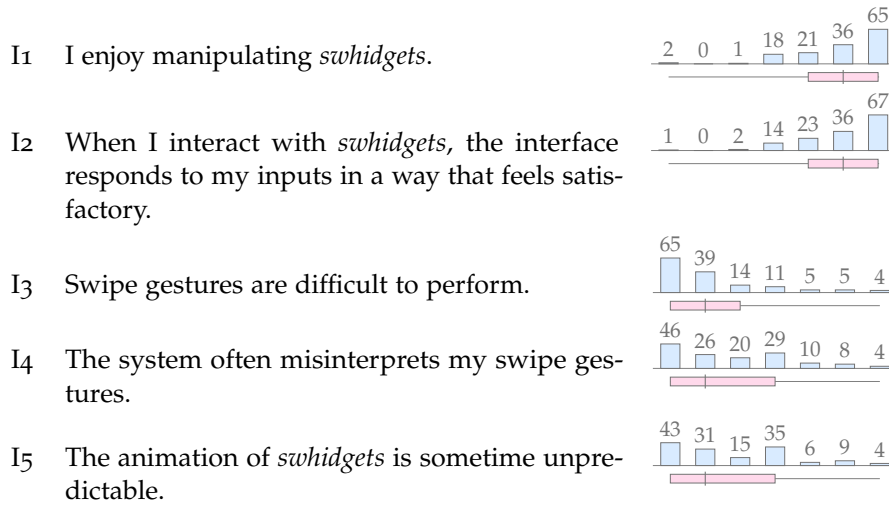 I1 I enjoy manipulating swhidgets.
2 0 1 18 21 36 65
I2 When I interact with swhidgets, the interface
responds to my inputs in a way that feels satis-
factory.
1 0 2 14 23 36 67
I3 Swipe gestures are difficult to perform.
65 39 14 11 5 5 4
I4 The system often misinterprets my swipe ges-
tures.
46 26 20 29 10 8 4
I5 The animation of swhidgets is sometime unpre-
dictable.
43 31 15 35 6 9 4